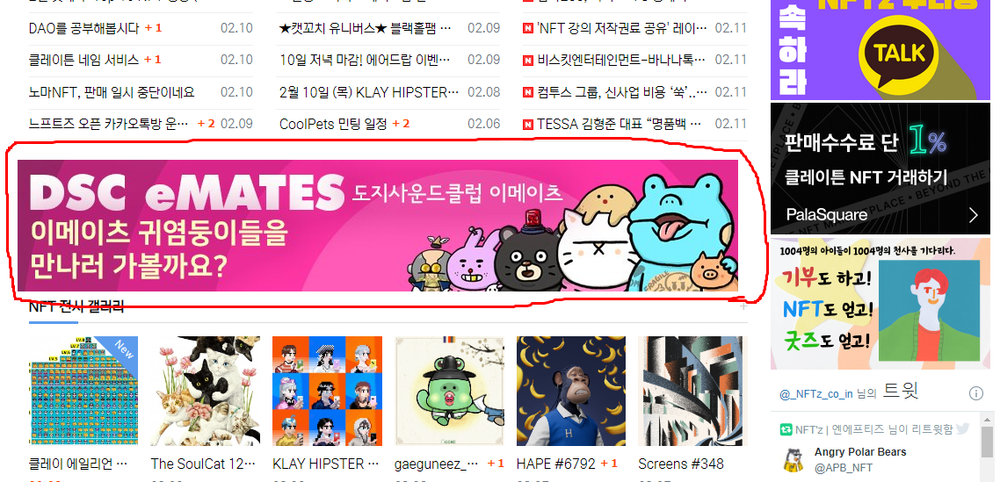 DAO를 공부해봅시다 +1 02.10
클레이튼 네임 서비스 +1 02.10
노마NFT, 판매 일시 중단이네요 02.10
노프트즈 오픈 카카오톡방 운… +2 02.09
★캣꼬치 유니버스★ 블랙홀팸 … 02.09
10일 저녁 마감! 에어드랍 이벤… 02.09
2월 10일 (목) KLAY HIPSTER… 02.08
CoolPets 민팅 일정 +2 02.06
N 'NFT 강의 저작권료 공유' 레이… 02.11
N 비스킷엔터테인먼트-바나나톡… 02.11
N 컴투스 그룹, 신사업 비용 ‘쑥’… 02.11
N TESSA 김형준 대표 “명품백 … 02.11
DSC eMATES 도지사운드클럽 이메이츠
이메이츠 귀염둥이들을
만나러 가볼까요?
FRAGILE
NFT 전시 갤러리 +
New
클레이 에일리언 …
The SoulCat 12…
KLAY HIPSTER …
gaeguneez_… +1
HAPE #6792 +1
Screens #348
속
하
라
TALK
판매수수료 단 1%
클레이튼 NFT 거래하기
PalaSquare
1004명의 아이들이 1004명의 천사를 기다리다.
기부도 하고!
NFT도 얻고!
굿즈도 얻고!
@_NFTz_co_in 님의 트윗
NFT'z | 엔에프티즈 님이 리트윗함
Angry Polar Bears
@APB_NFT